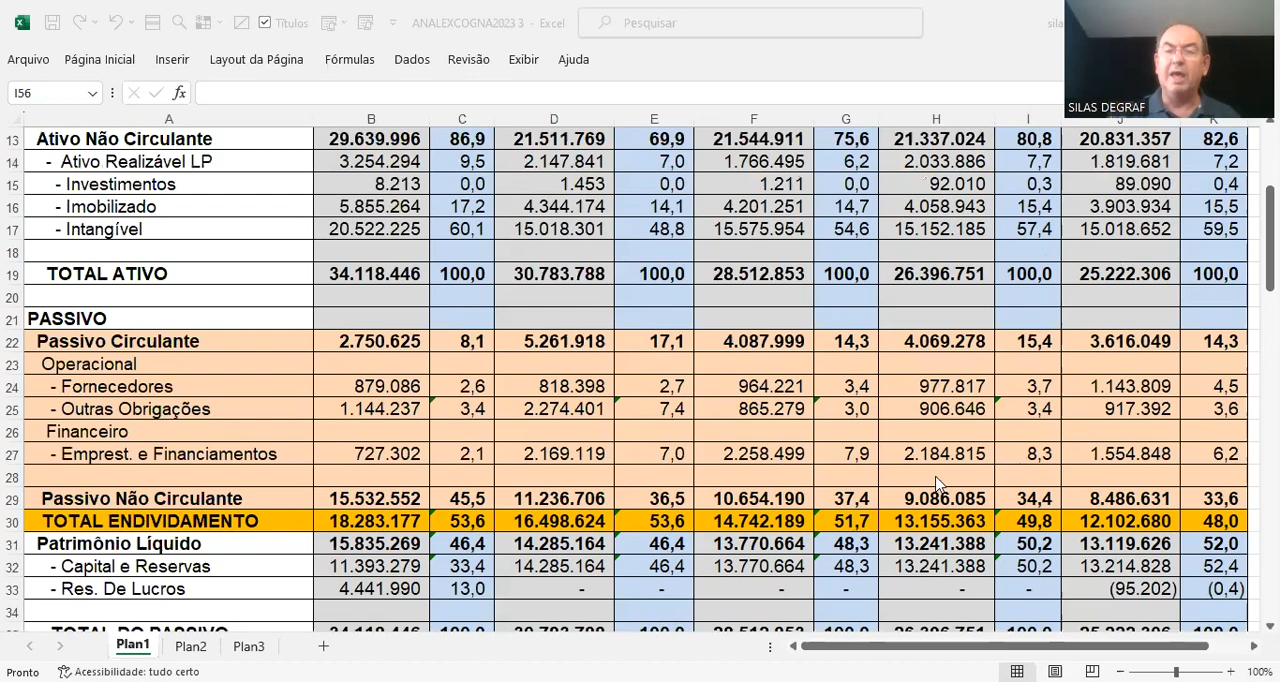 Títulos ANALEXCOGNA2023 3 - Excel Pesquisar
Arquivo Página Inicial Inserir Layout da Página Fórmulas Dados Revisão Exibir Ajuda
I56 fx
SILAS DEGRAF
A B C D E F G H I J K
13 Ativo Não Circulante 29.639.996 86,9 21.511.769 69,9 21.544.911 75,6 21.337.024 80,8 20.831.357 82,6
14 - Ativo Realizável LP 3.254.294 9,5 2.147.841 7,0 1.766.495 6,2 2.033.886 7,7 1.819.681 7,2
15 - Investimentos 8.213 0,0 1.453 0,0 1.211 0,0 92.010 0,3 89.090 0,4
16 - Imobilizado 5.855.264 17,2 4.344.174 14,1 4.201.251 14,7 4.058.943 15,4 3.903.934 15,5
17 - Intangível 20.522.225 60,1 15.018.301 48,8 15.575.954 54,6 15.152.185 57,4 15.018.652 59,5
18
19 TOTAL ATIVO 34.118.446 100,0 30.783.788 100,0 28.512.853 100,0 26.396.751 100,0 25.222.306 100,0
20
21 PASSIVO
22 Passivo Circulante 2.750.625 8,1 5.261.918 17,1 4.087.999 14,3 4.069.278 15,4 3.616.049 14,3
23 Operacional
24 - Fornecedores 879.086 2,6 818.398 2,7 964.221 3,4 977.817 3,7 1.143.809 4,5
25 - Outras Obrigações 1.144.237 3,4 2.274.401 7,4 865.279 3,0 906.646 3,4 917.392 3,6
26 Financeiro
27 - Emprest. e Financiamentos 727.302 2,1 2.169.119 7,0 2.258.499 7,9 2.184.815 8,3 1.554.848 6,2
28
29 Passivo Não Circulante 15.532.552 45,5 11.236.706 36,5 10.654.190 37,4 9.086.085 34,4 8.486.631 33,6
30 TOTAL ENDIVIDAMENTO 18.283.177 53,6 16.498.624 53,6 14.742.189 51,7 13.155.363 49,8 12.102.680 48,0
31 Patrimônio Líquido 15.835.269 46,4 14.285.164 46,4 13.770.664 48,3 13.241.388 50,2 13.119.626 52,0
32 - Capital e Reservas 11.393.279 33,4 14.285.164 46,4 13.770.664 48,3 13.241.388 50,2 13.214.828 52,4
33 - Res. De Lucros 4.441.990 13,0 - - - - - - (95.202) (0,4)
34
Plan1 Plan2 Plan3
Pronto Acessibilidade: tudo certo 100%